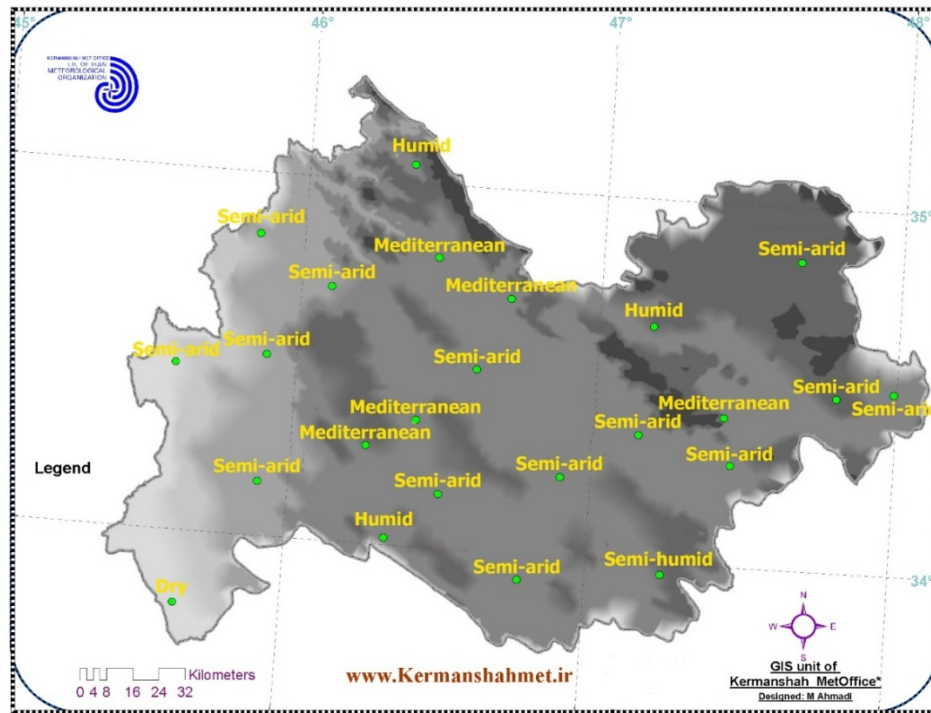 45°
46°
47°
48°
KERMANSHAH MET OFFICE
I.R. OF IRAN
METEOROLOGICAL
ORGANIZATION
Humid
35°
Semi-arid
Mediterranean
Semi-arid
Semi-arid
Mediterranean
Humid
Semi-arid
Semi-arid
Semi-arid
Semi-arid
Semi-arid
Mediterranean
Mediterranean
Semi-arid
Mediterranean
Semi-arid
Legend
Semi-arid
Semi-arid
Semi-arid
Semi-arid
Humid
Semi-arid
Semi-humid
34°
Dry
N
W
E
S
Kilometers
0 4 8 16 24 32
www.Kermanshahmet.ir
GIS unit of
Kermanshah MetOffice*
Designed: M Ahmadi